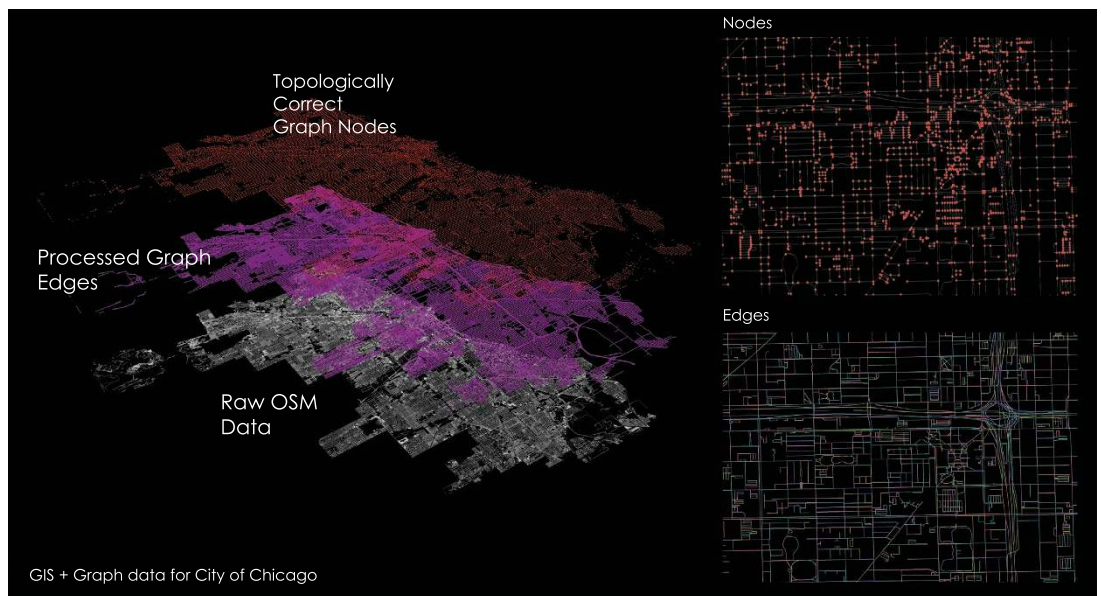 Topologically
Correct
Graph Nodes
Processed Graph
Edges
Raw OSM
Data
GIS + Graph data for City of Chicago
Nodes
Edges